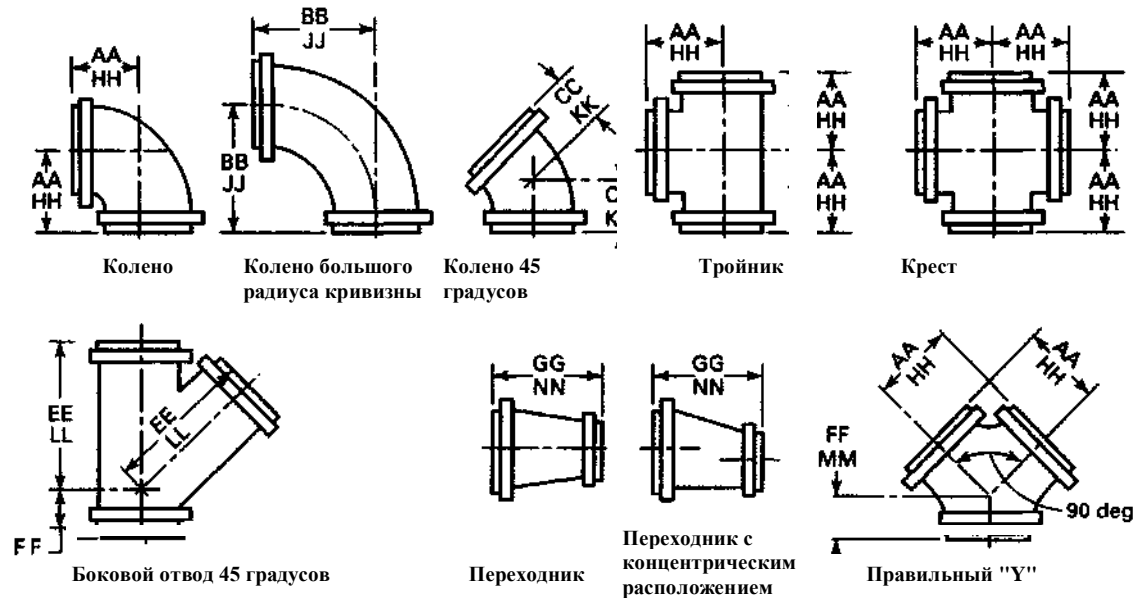 BB
JJ
AA
HH
BB
JJ
AA
HH
CC
KK
AA
HH
AA
HH
AA
HH
AA
HH
AA
HH
AA
HH
AA
HH
Колено
Колено большого
радиуса кривизны
Колено 45
градусов
Тройник
Крест
EE
LL
EE
LL
FF
GG
NN
GG
NN
AA
HH
AA
HH
FF
MM
90 deg
Боковой отвод 45 градусов
Переходник
Переходник с
концентрическим
расположением
Правильный "Y"